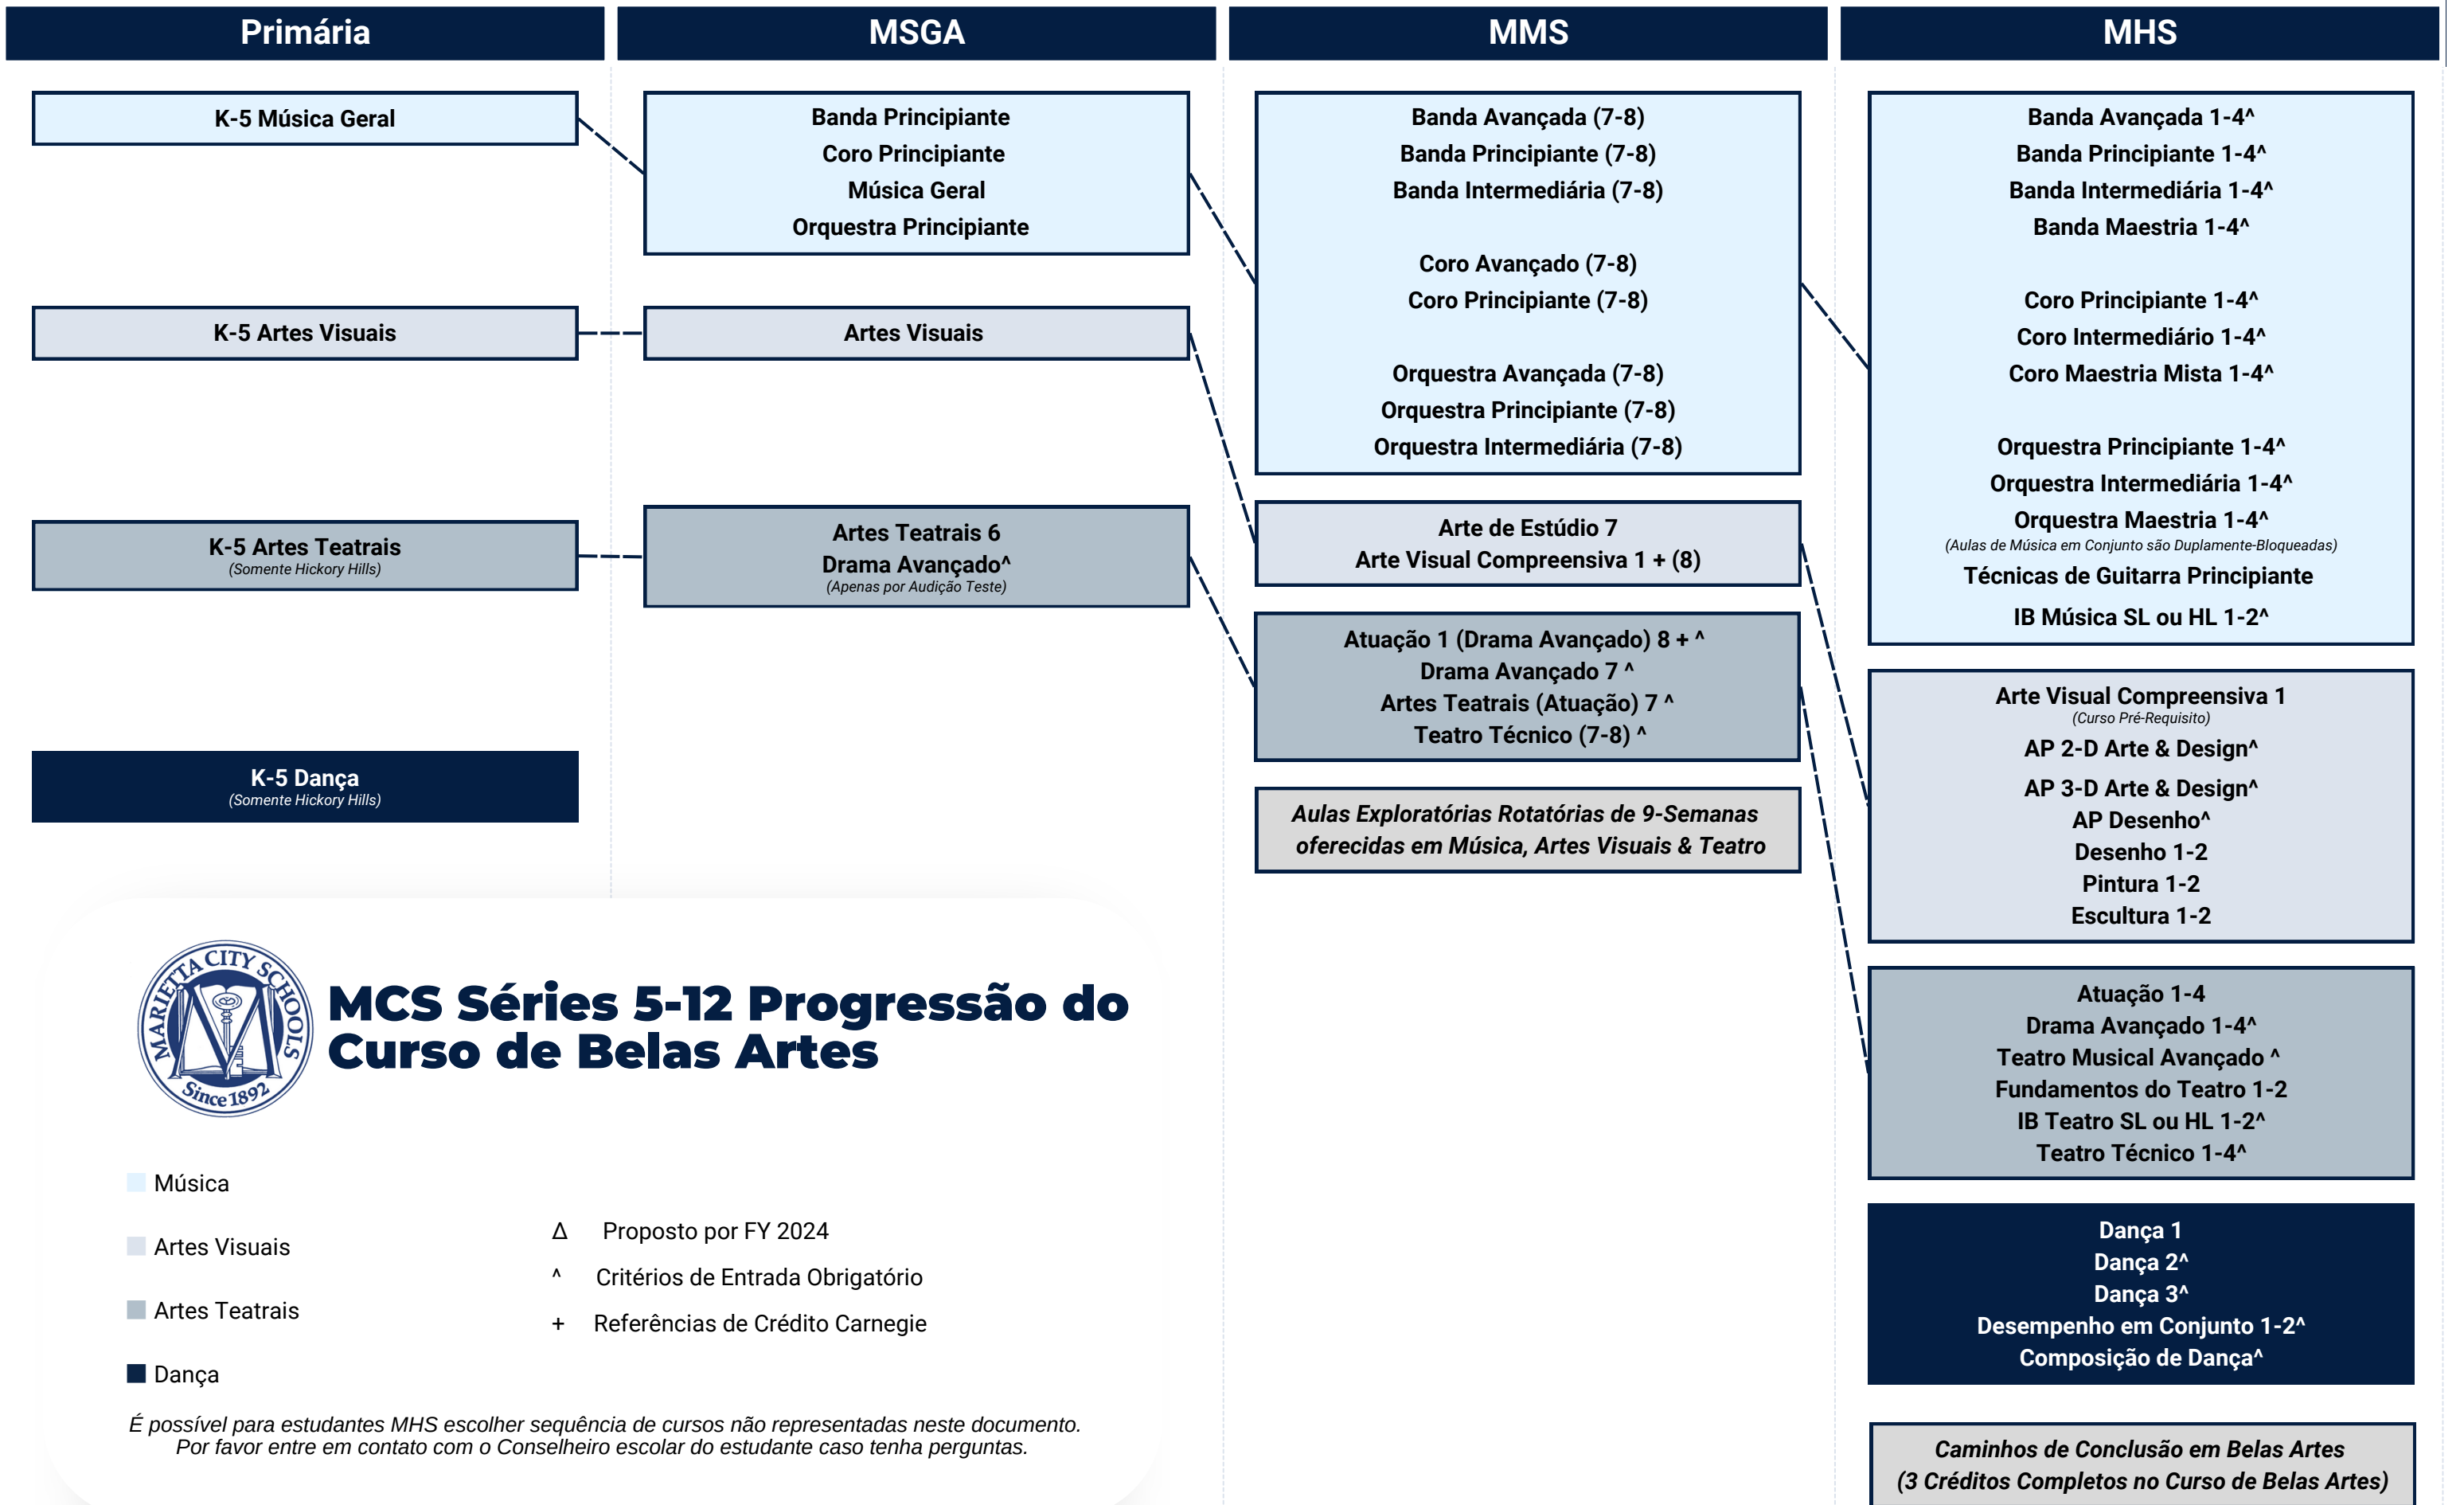 Primária
K-5 Música Geral
K-5 Artes Visuais
K-5 Artes Teatrais
(Somente Hickory Hills)
K-5 Dança
(Somente Hickory Hills)
MSGA
Banda Principiante
Coro Principiante
Música Geral
Orquestra Principiante
Artes Visuais
Artes Teatrais 6
Drama Avançado^
(Apenas por Audição Teste)
MMS
Banda Avançada (7-8)
Banda Principiante (7-8)
Banda Intermediária (7-8)
Coro Avançado (7-8)
Coro Principiante (7-8)
Orquestra Avançada (7-8)
Orquestra Principiante (7-8)
Orquestra Intermediária (7-8)
Arte de Estúdio 7
Arte Visual Compreensiva 1 + (8)
Atuação 1 (Drama Avançado) 8 + ^
Drama Avançado 7 ^
Artes Teatrais (Atuação) 7 ^
Teatro Técnico (7-8) ^
Aulas Exploratórias Rotatórias de 9-Semanas
oferecidas em Música, Artes Visuais & Teatro
MHS
Banda Avançada 1-4^
Banda Principiante 1-4^
Banda Intermediária 1-4^
Banda Maestria 1-4^
Coro Principiante 1-4^
Coro Intermediário 1-4^
Coro Maestria Mista 1-4^
Orquestra Principiante 1-4^
Orquestra Intermediária 1-4^
Orquestra Maestria 1-4^
(Aulas de Música em Conjunto são Duplamente-Bloqueadas)
Técnicas de Guitarra Principiante
IB Música SL ou HL 1-2^
Arte Visual Compreensiva 1
(Curso Pré-Requisito)
AP 2-D Arte & Design^
AP 3-D Arte & Design^
AP Desenho^
Desenho 1-2
Pintura 1-2
Escultura 1-2
Atuação 1-4
Drama Avançado 1-4^
Teatro Musical Avançado ^
Fundamentos do Teatro 1-2
IB Teatro SL ou HL 1-2^
Teatro Técnico 1-4^
Dança 1
Dança 2^
Dança 3^
Desempenho em Conjunto 1-2^
Composição de Dança^
Caminhos de Conclusão em Belas Artes
(3 Créditos Completos no Curso de Belas Artes)
MARIETTA CITY SCHOOLS
Since 1892
MCS Séries 5-12 Progressão do
Curso de Belas Artes
Música
Artes Visuais
Artes Teatrais
Dança
Δ Proposto por FY 2024
^ Critérios de Entrada Obrigatório
+ Referências de Crédito Carnegie
É possível para estudantes MHS escolher sequência de cursos não representadas neste documento.
Por favor entre em contato com o Conselheiro escolar do estudante caso tenha perguntas.